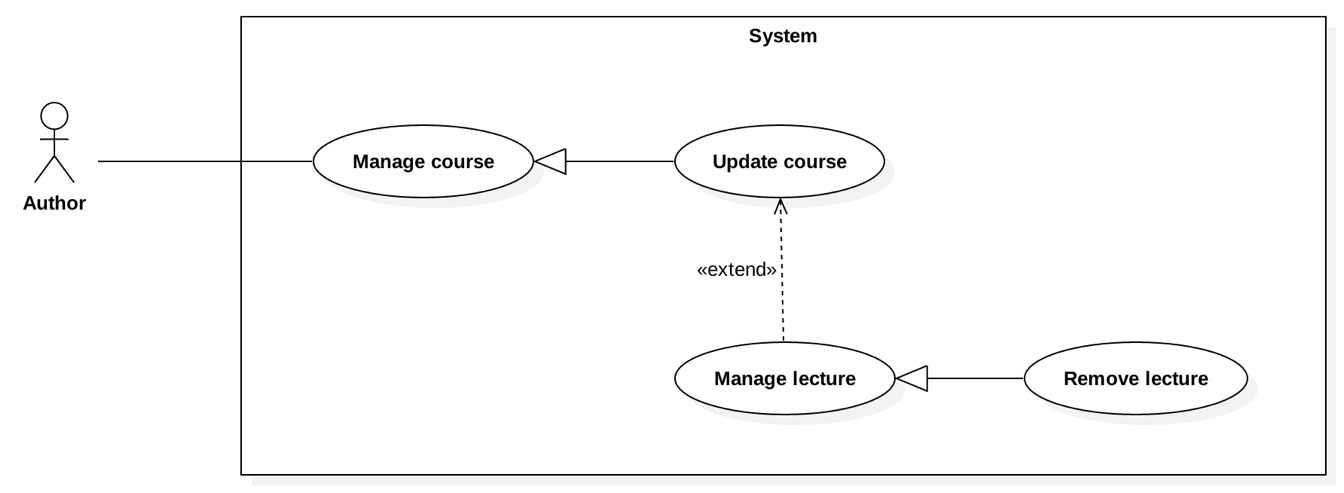 System
Manage course
Update course
Author
«extend»
Manage lecture
Remove lecture